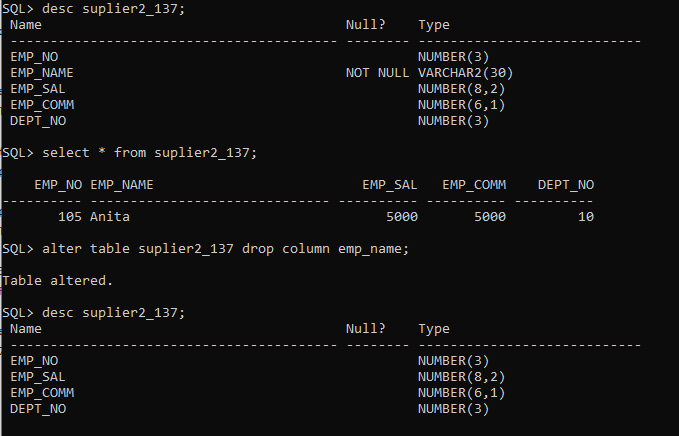 SQL> desc suplier2_137;
 Name                                      Null?    Type
 ----------------------------------------- -------- ----------------------------
 EMP_NO                                             NUMBER(3)
 EMP_NAME                                  NOT NULL VARCHAR2(30)
 EMP_SAL                                            NUMBER(8,2)
 EMP_COMM                                           NUMBER(6,1)
 DEPT_NO                                            NUMBER(3)

SQL> select * from suplier2_137;

    EMP_NO EMP_NAME                          EMP_SAL   EMP_COMM    DEPT_NO
---------- ------------------------------ ---------- ---------- ----------
       105 Anita                                5000       5000         10

SQL> alter table suplier2_137 drop column emp_name;

Table altered.

SQL> desc suplier2_137;
 Name                                      Null?    Type
 ----------------------------------------- -------- ----------------------------
 EMP_NO                                             NUMBER(3)
 EMP_SAL                                            NUMBER(8,2)
 EMP_COMM                                           NUMBER(6,1)
 DEPT_NO                                            NUMBER(3)